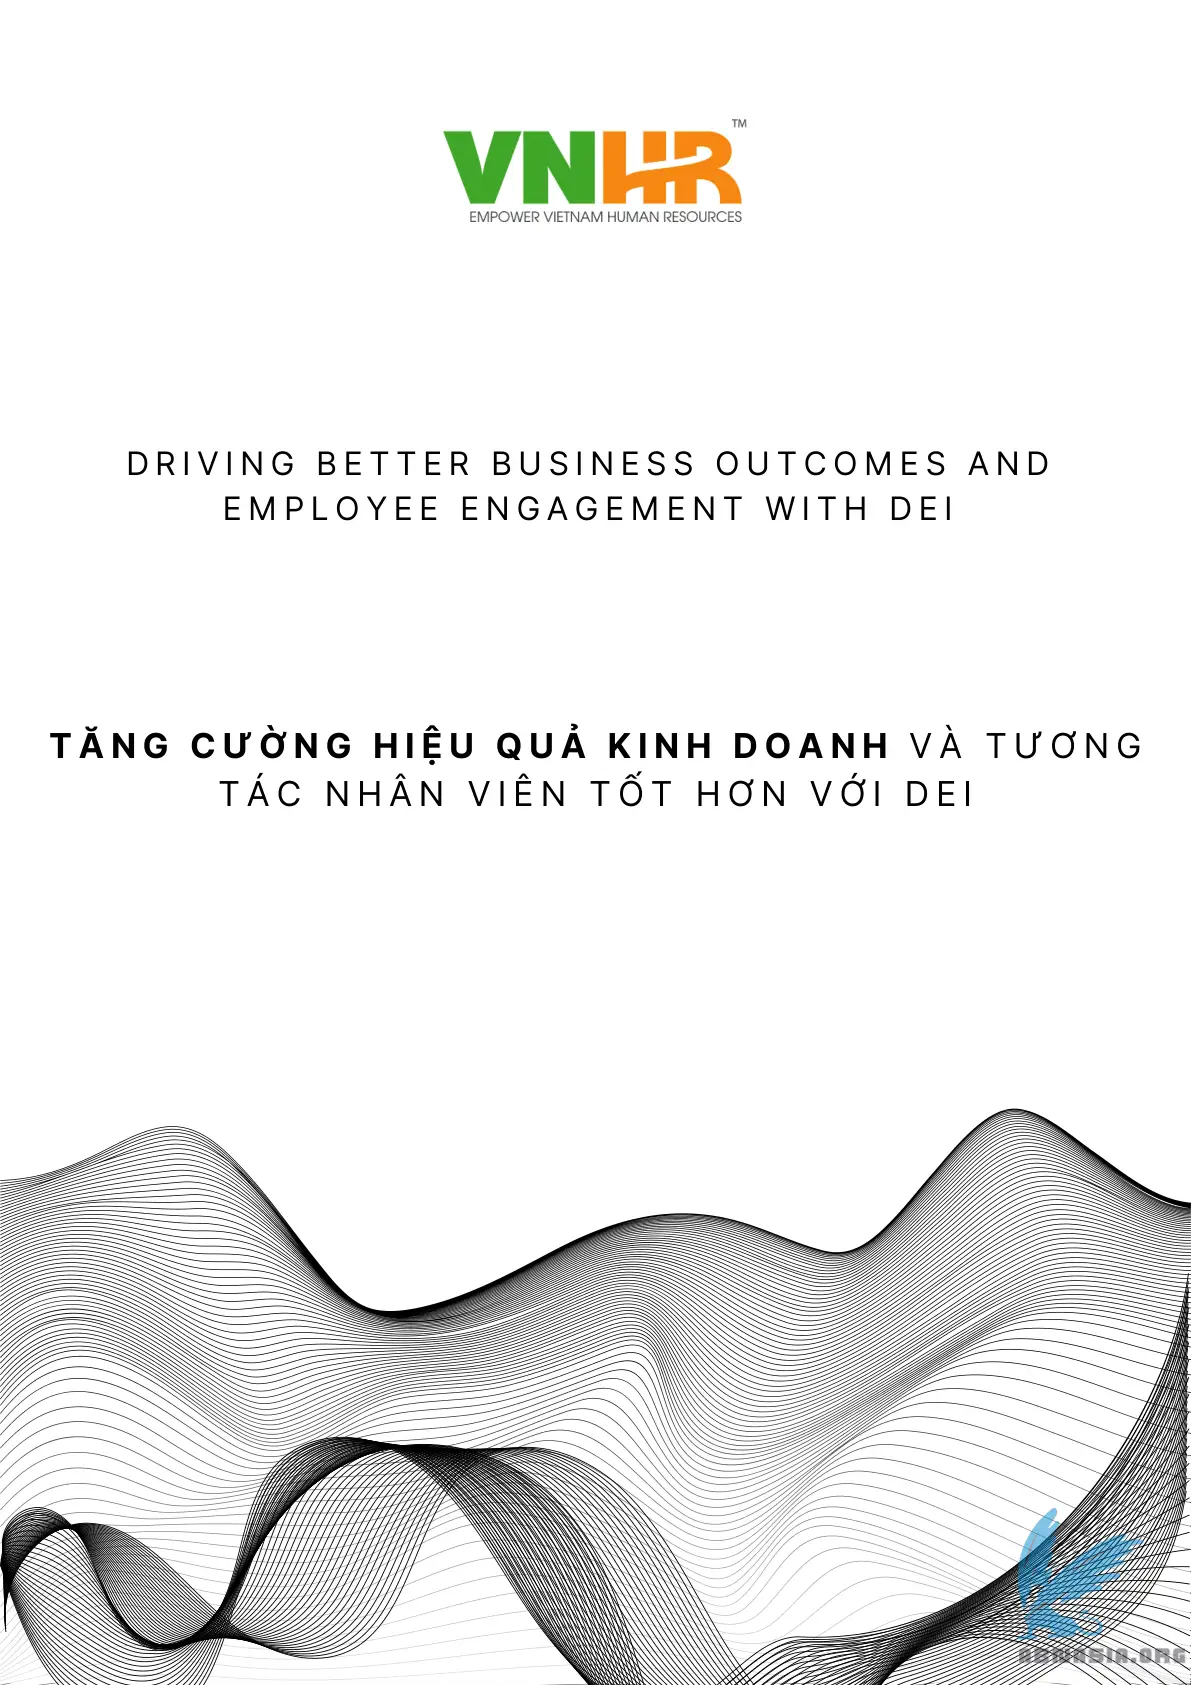 VNHR™
EMPOWER VIETNAM HUMAN RESOURCES
DRIVING BETTER BUSINESS OUTCOMES AND
EMPLOYEE ENGAGEMENT WITH DEI
TĂNG CƯỜNG HIỆU QUẢ KINH DOANH VÀ TƯƠNG
TÁC NHÂN VIÊN TỐT HƠN VỚI DEI